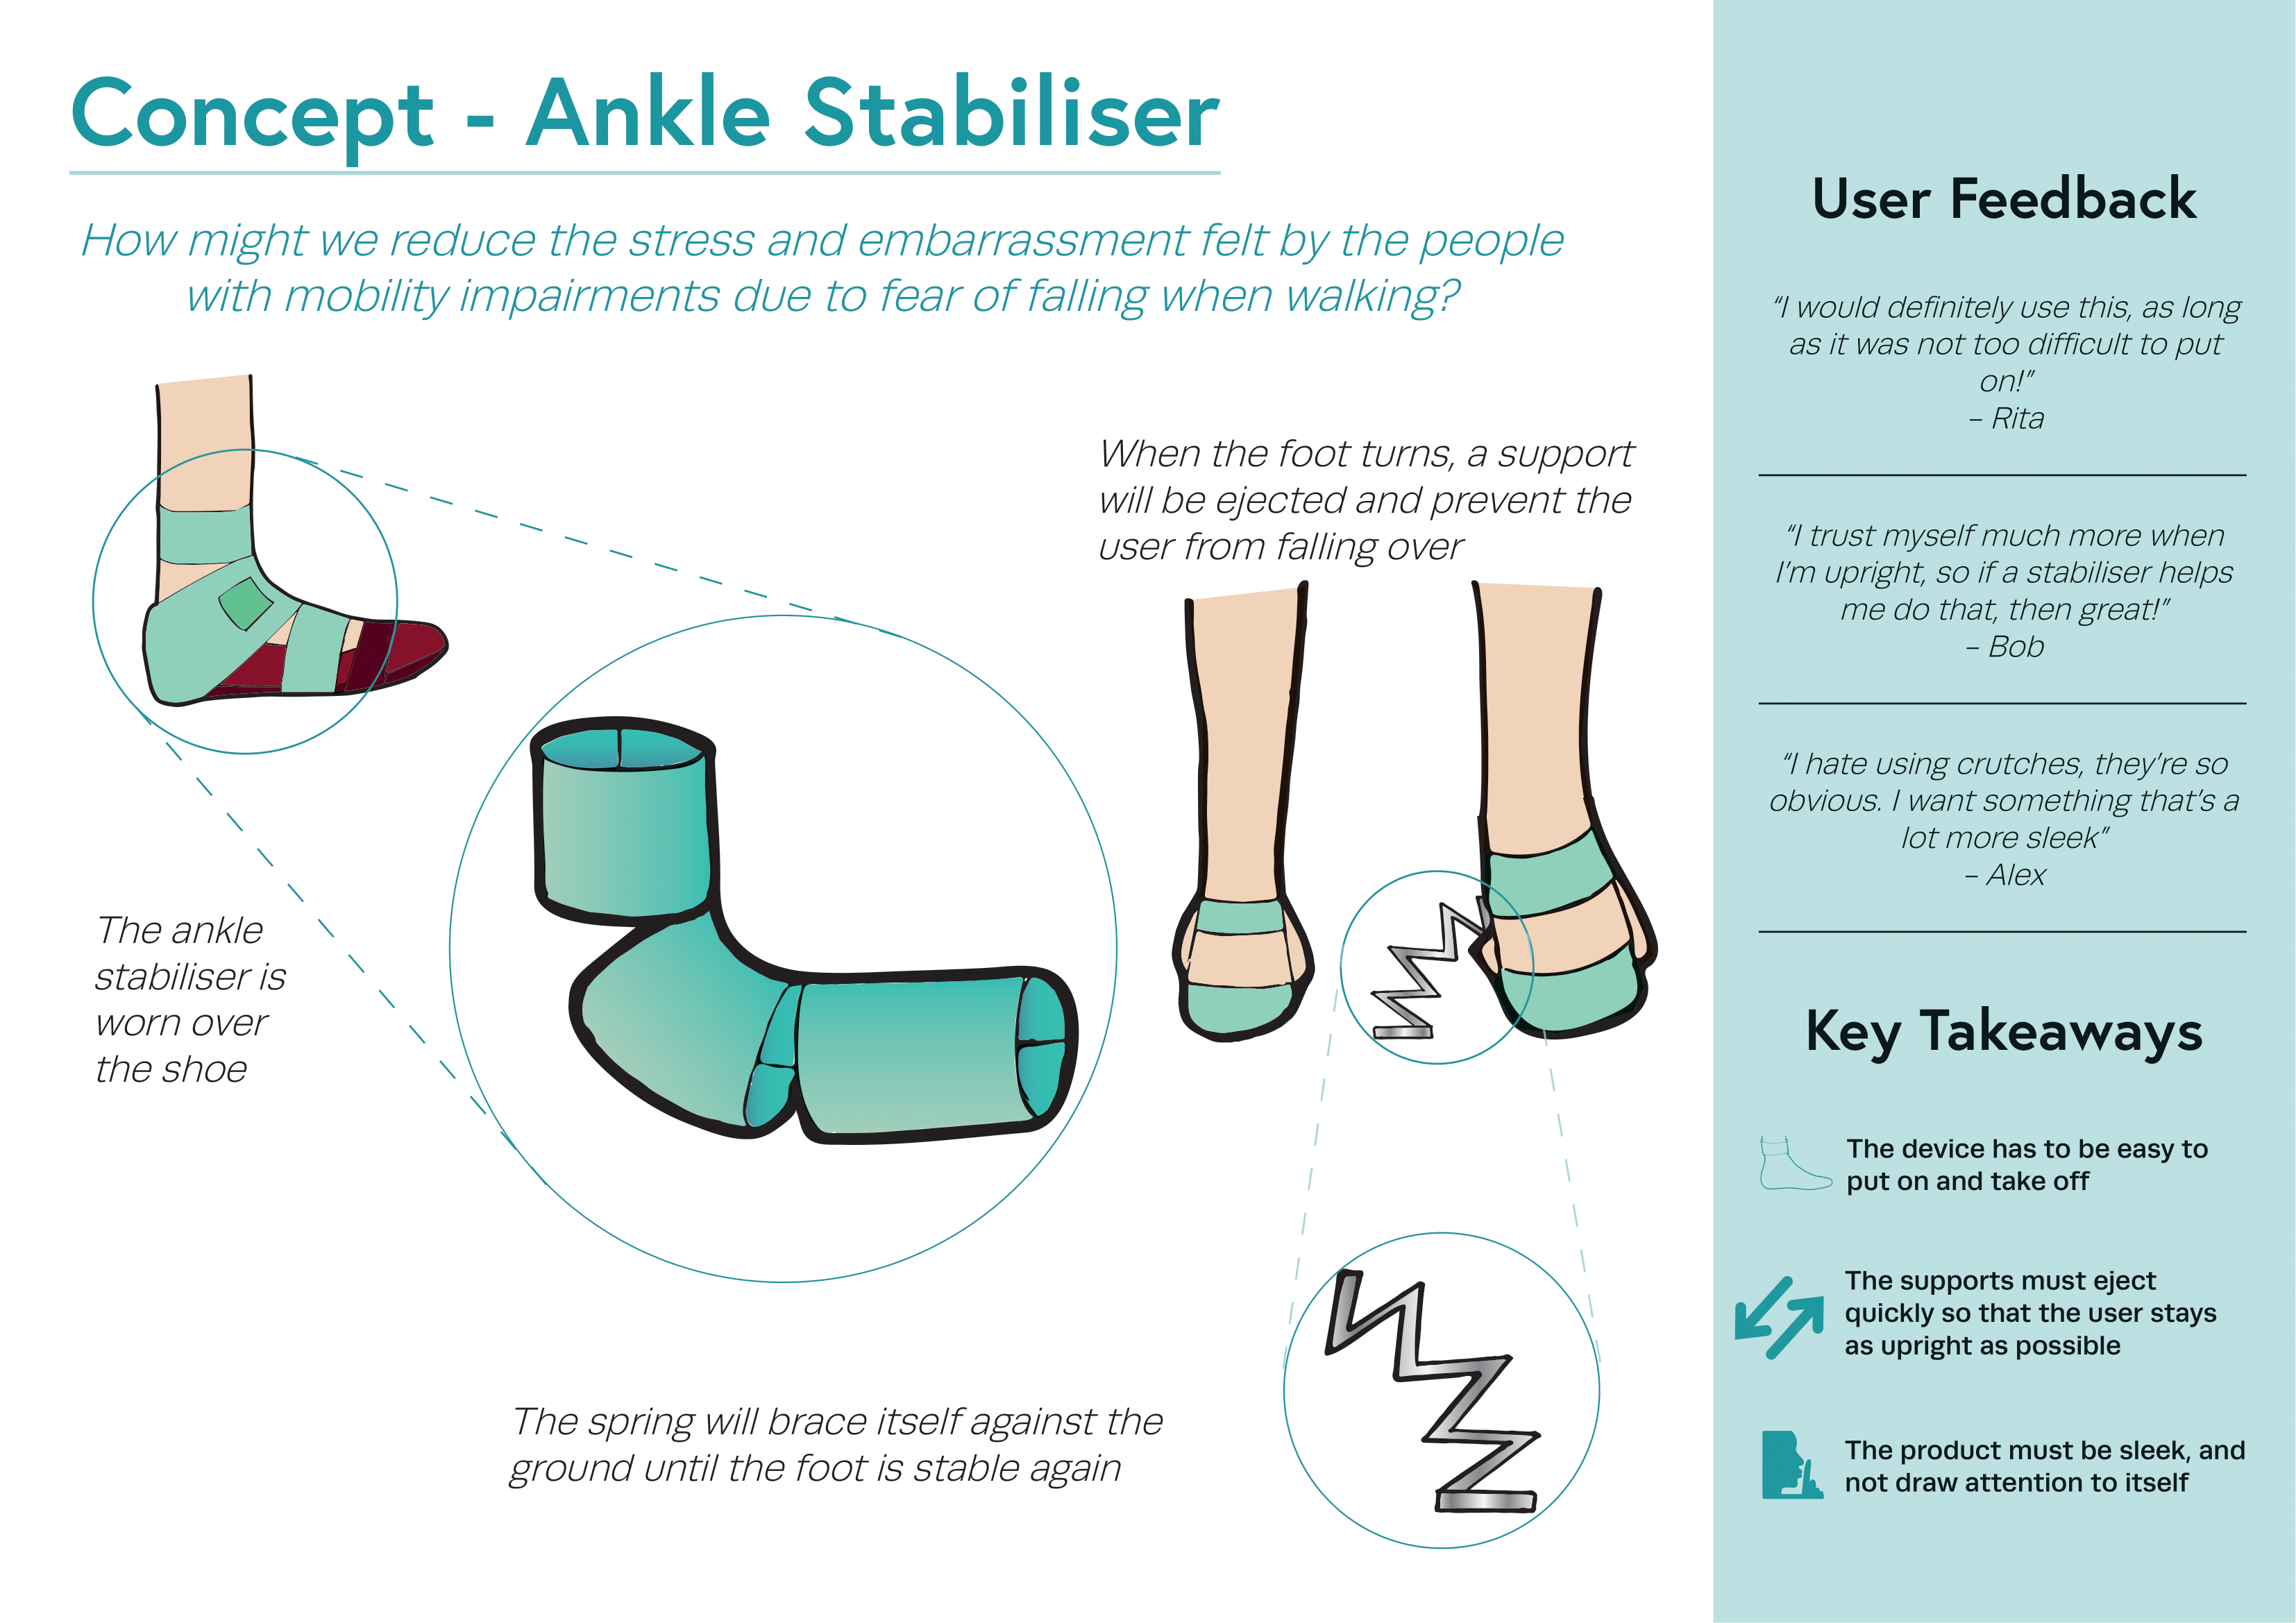 Concept - Ankle Stabiliser
How might we reduce the stress and embarrassment felt by the people
with mobility impairments due to fear of falling when walking?
When the foot turns, a support
will be ejected and prevent the
user from falling over
The ankle
stabiliser is
worn over
the shoe
The spring will brace itself against the
ground until the foot is stable again
User Feedback
“I would definitely use this, as long
as it was not too difficult to put
on!”
– Rita
“I trust myself much more when
I'm upright, so if a stabiliser helps
me do that, then great!”
– Bob
“I hate using crutches, they're so
obvious. I want something that's a
lot more sleek”
– Alex
Key Takeaways
The device has to be easy to
put on and take off
The supports must eject
quickly so that the user stays
as upright as possible
The product must be sleek, and
not draw attention to itself